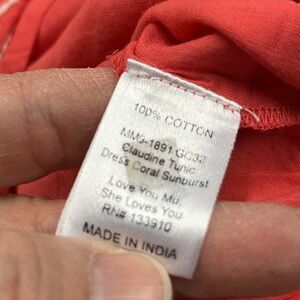 100% COTTON
MM9-1891 GC32
Claudine Tunic
Dress Coral Sunburst
Love You Mu,
She Loves You
RN# 133910
MADE IN INDIA